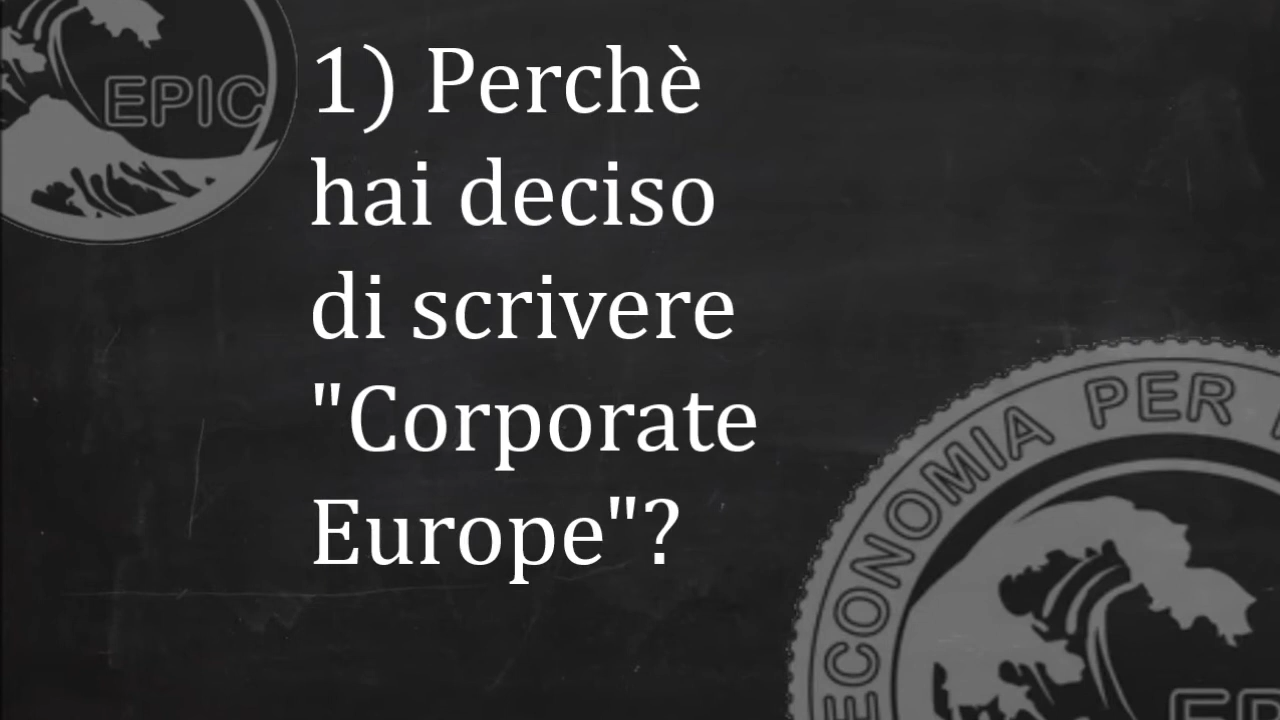 EPIC
1) Perchè
hai deciso
di scrivere
"Corporate
Europe"?
ECONOMIA PER